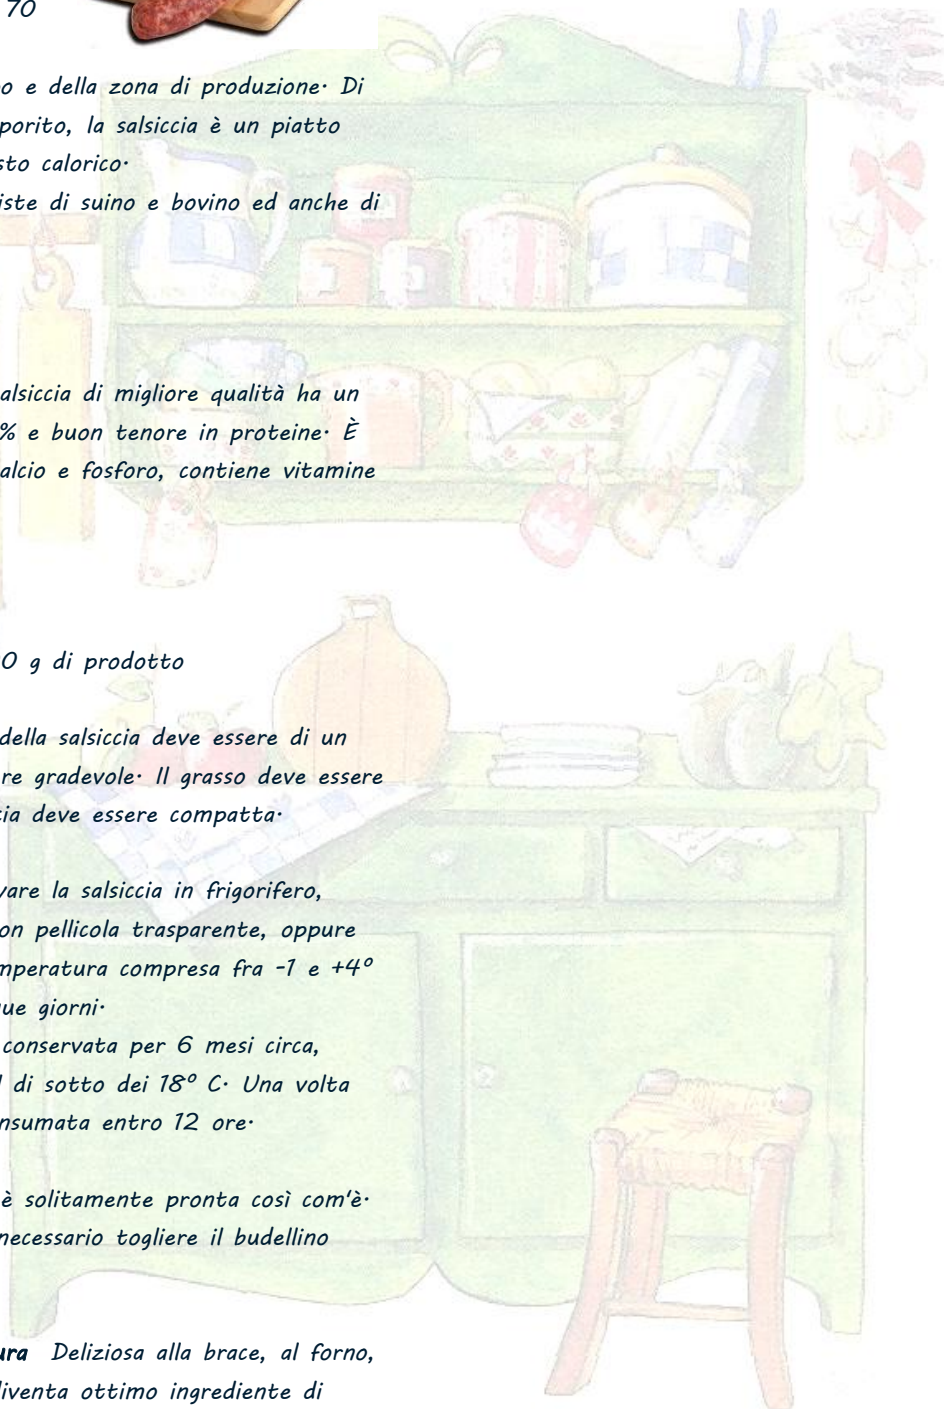 70
o e della zona di produzione· Di
porito, la salsiccia è un piatto
sto calorico·
iste di suino e bovino ed anche di
alsiccia di migliore qualità ha un
% e buon tenore in proteine· È
alcio e fosforo, contiene vitamine
0 g di prodotto
della salsiccia deve essere di un
re gradevole· Il grasso deve essere
cia deve essere compatta·
vare la salsiccia in frigorifero,
on pellicola trasparente, oppure
mperatura compresa fra -1 e +4°
que giorni·
conservata per 6 mesi circa,
l di sotto dei 18° C· Una volta
nsumata entro 12 ore·
è solitamente pronta così com'è·
necessario togliere il budellino
ura Deliziosa alla brace, al forno,
diventa ottimo ingrediente di